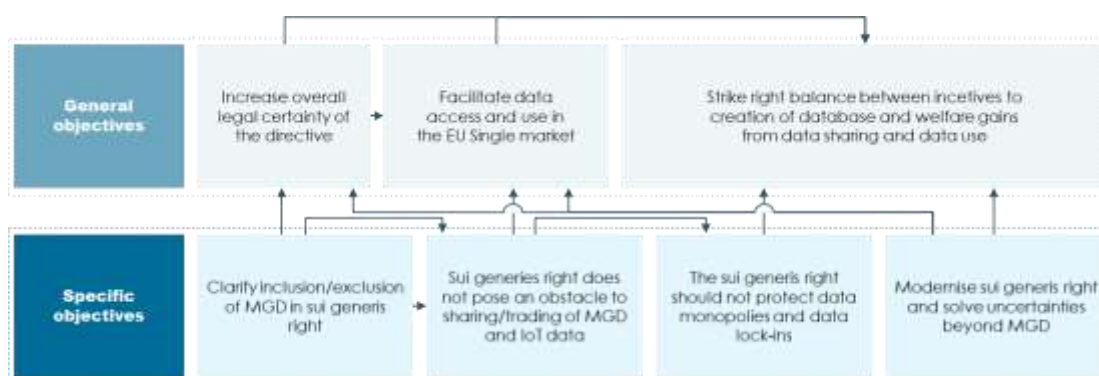 General
objectives
Increase overall
legal certainty of
the directive
Facilitate data
access and use in
the EU Single market
Strike right balance between incetives to
creation of database and welfare gains
from data sharing and data use
Specific
objectives
Clarify inclusion/exclusion
of MGD in sui generis
right
Sui generies right does
not pose an obstacle to
sharing/trading of MGD
and IoT data
The sui generis right
should not protect data
monopolies and data
lock-ins
Modernise sui generis right
and solve uncertainties
beyond MGD